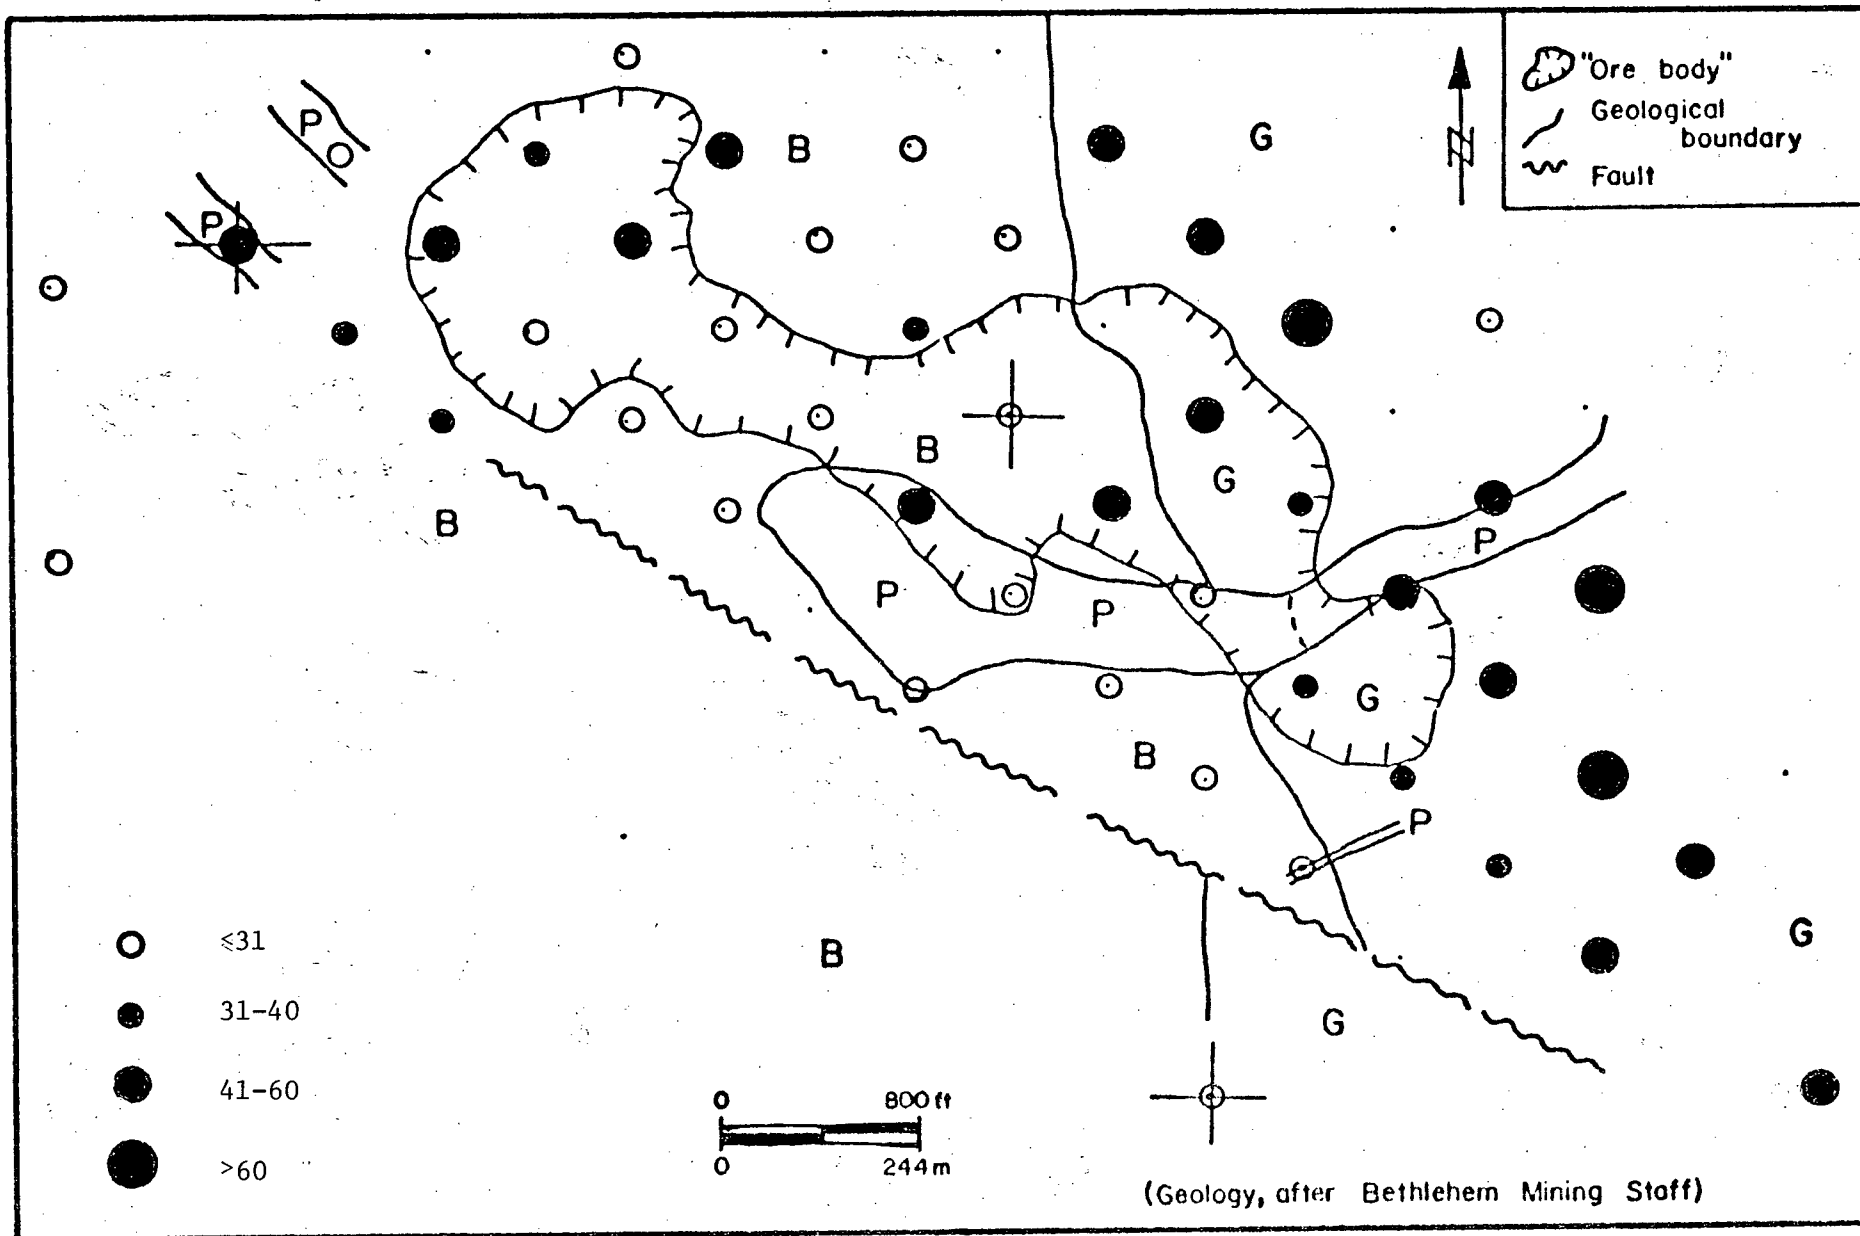 "Ore body"
Geological
boundary
Fault
N
P
B
G
P
B
G
B
P
P
P
G
B
P
B
G
G
≤31
31-40
41-60
>60
0 800 ft
0 244 m
(Geology, after Bethlehem Mining Staff)